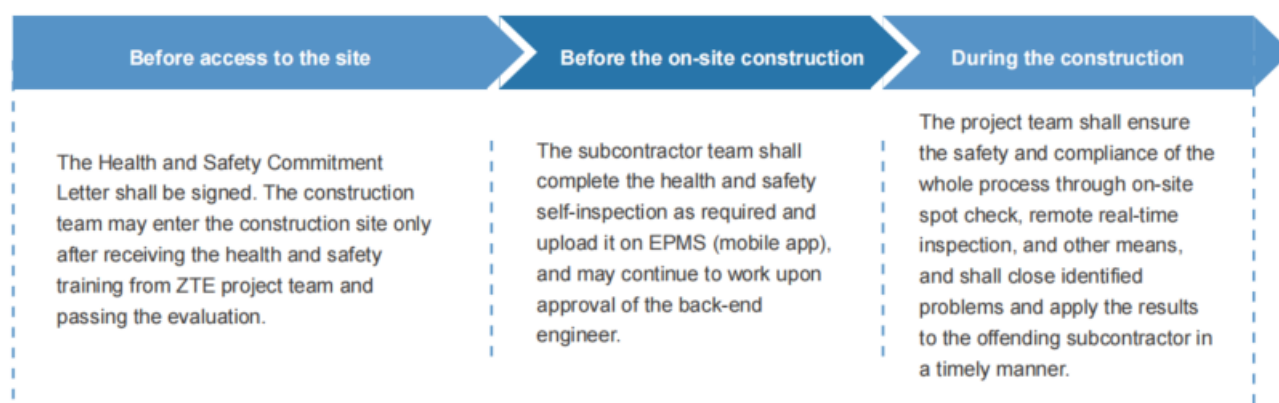 Before access to the site
Before the on-site construction
During the construction
The Health and Safety Commitment
Letter shall be signed. The construction
team may enter the construction site only
after receiving the health and safety
training from ZTE project team and
passing the evaluation.
The subcontractor team shall
complete the health and safety
self-inspection as required and
upload it on EPMS (mobile app),
and may continue to work upon
approval of the back-end
engineer.
The project team shall ensure
the safety and compliance of the
whole process through on-site
spot check, remote real-time
inspection, and other means,
and shall close identified
problems and apply the results
to the offending subcontractor in
a timely manner.